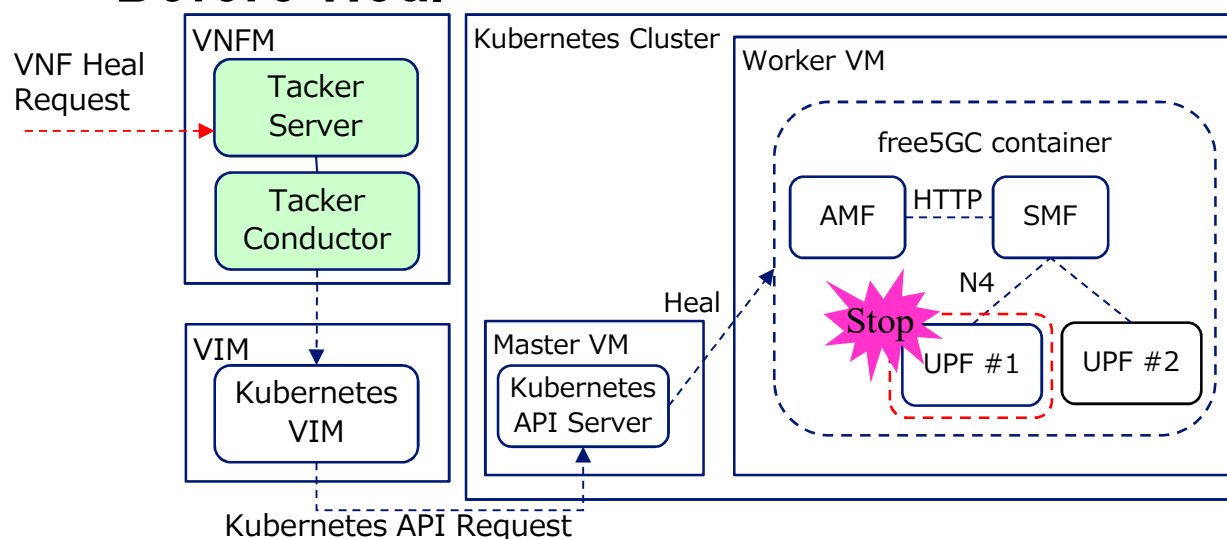 VNFM
VNF Heal
Request
Tacker
Server
Tacker
Conductor
VIM
Kubernetes
VIM
Kubernetes API Request
Kubernetes Cluster
Master VM
Kubernetes
API Server
Heal
Worker VM
free5GC container
AMF
HTTP
SMF
N4
Stop
UPF #1
UPF #2